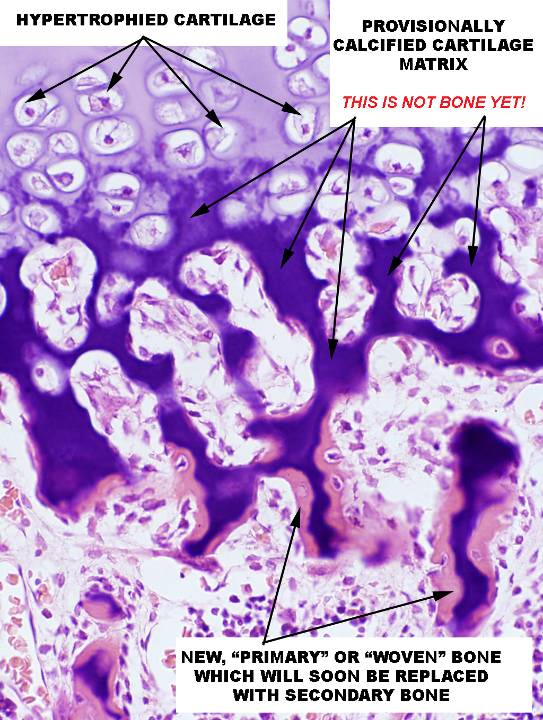 HYPERTROPHIED CARTILAGE
PROVISIONALLY
CALCIFIED CARTILAGE
MATRIX
THIS IS NOT BONE YET!
NEW, “PRIMARY” OR “WOVEN” BONE
WHICH WILL SOON BE REPLACED
WITH SECONDARY BONE